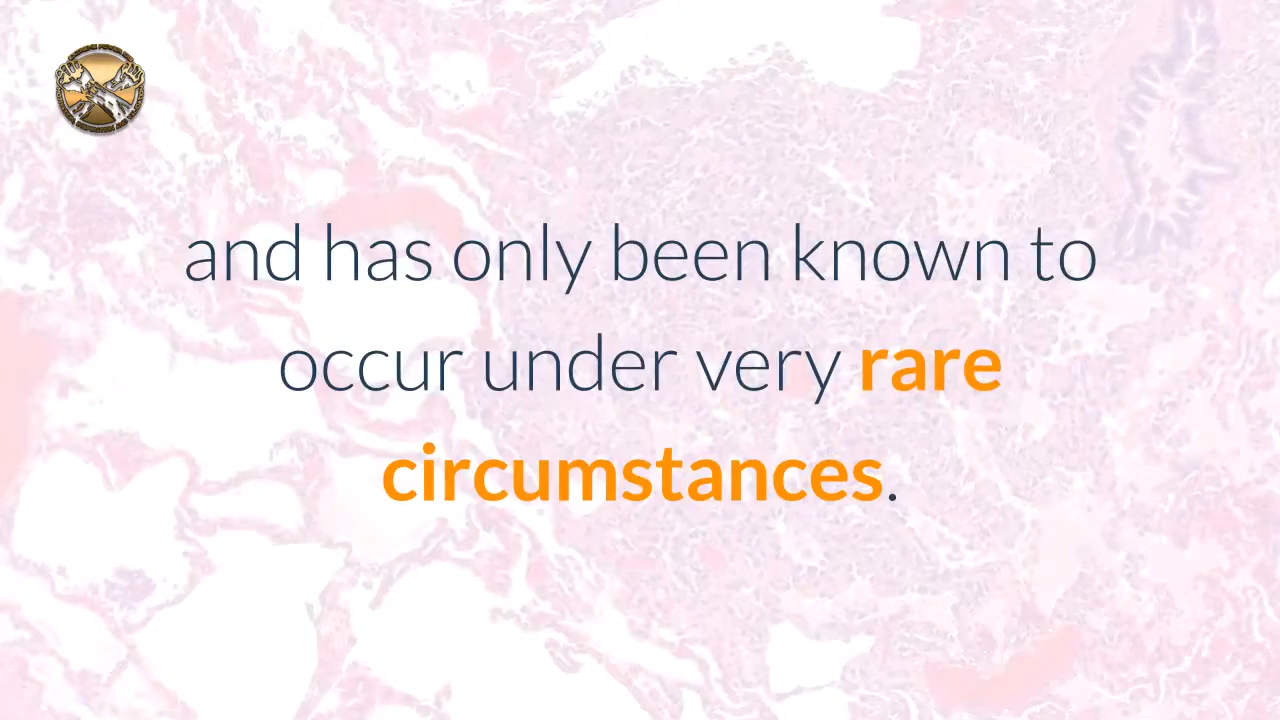 and has only been known to
occur under very rare
circumstances.